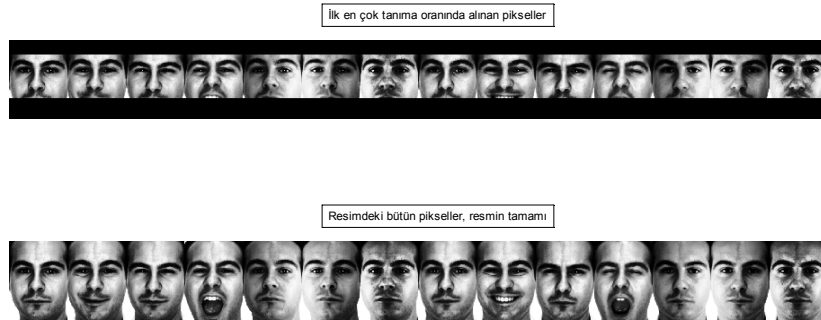 İlk en çok tanıma oranında alınan pikseller
Resimdeki bütün pikseller, resmin tamamı